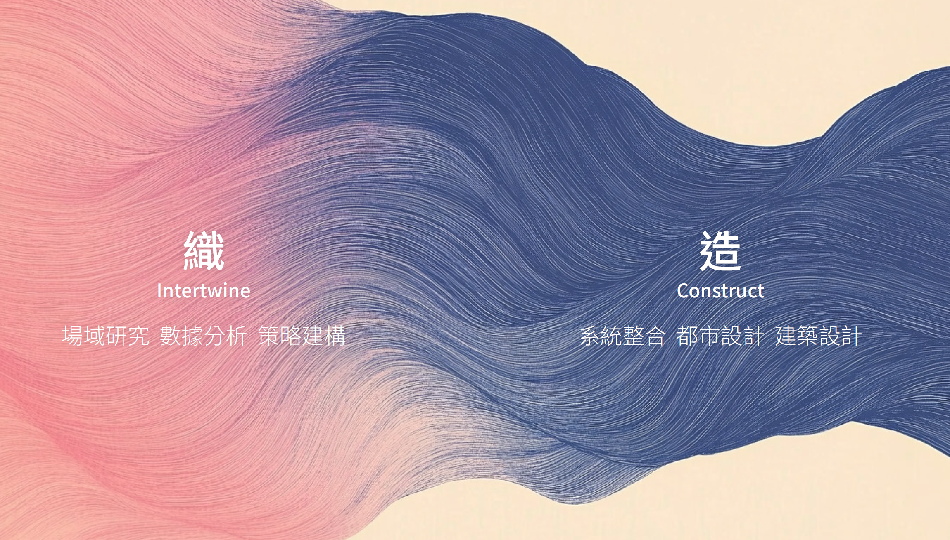 織
Intertwine
場域研究 數據分析 策略建構
造
Construct
系統整合 都市設計 建築設計